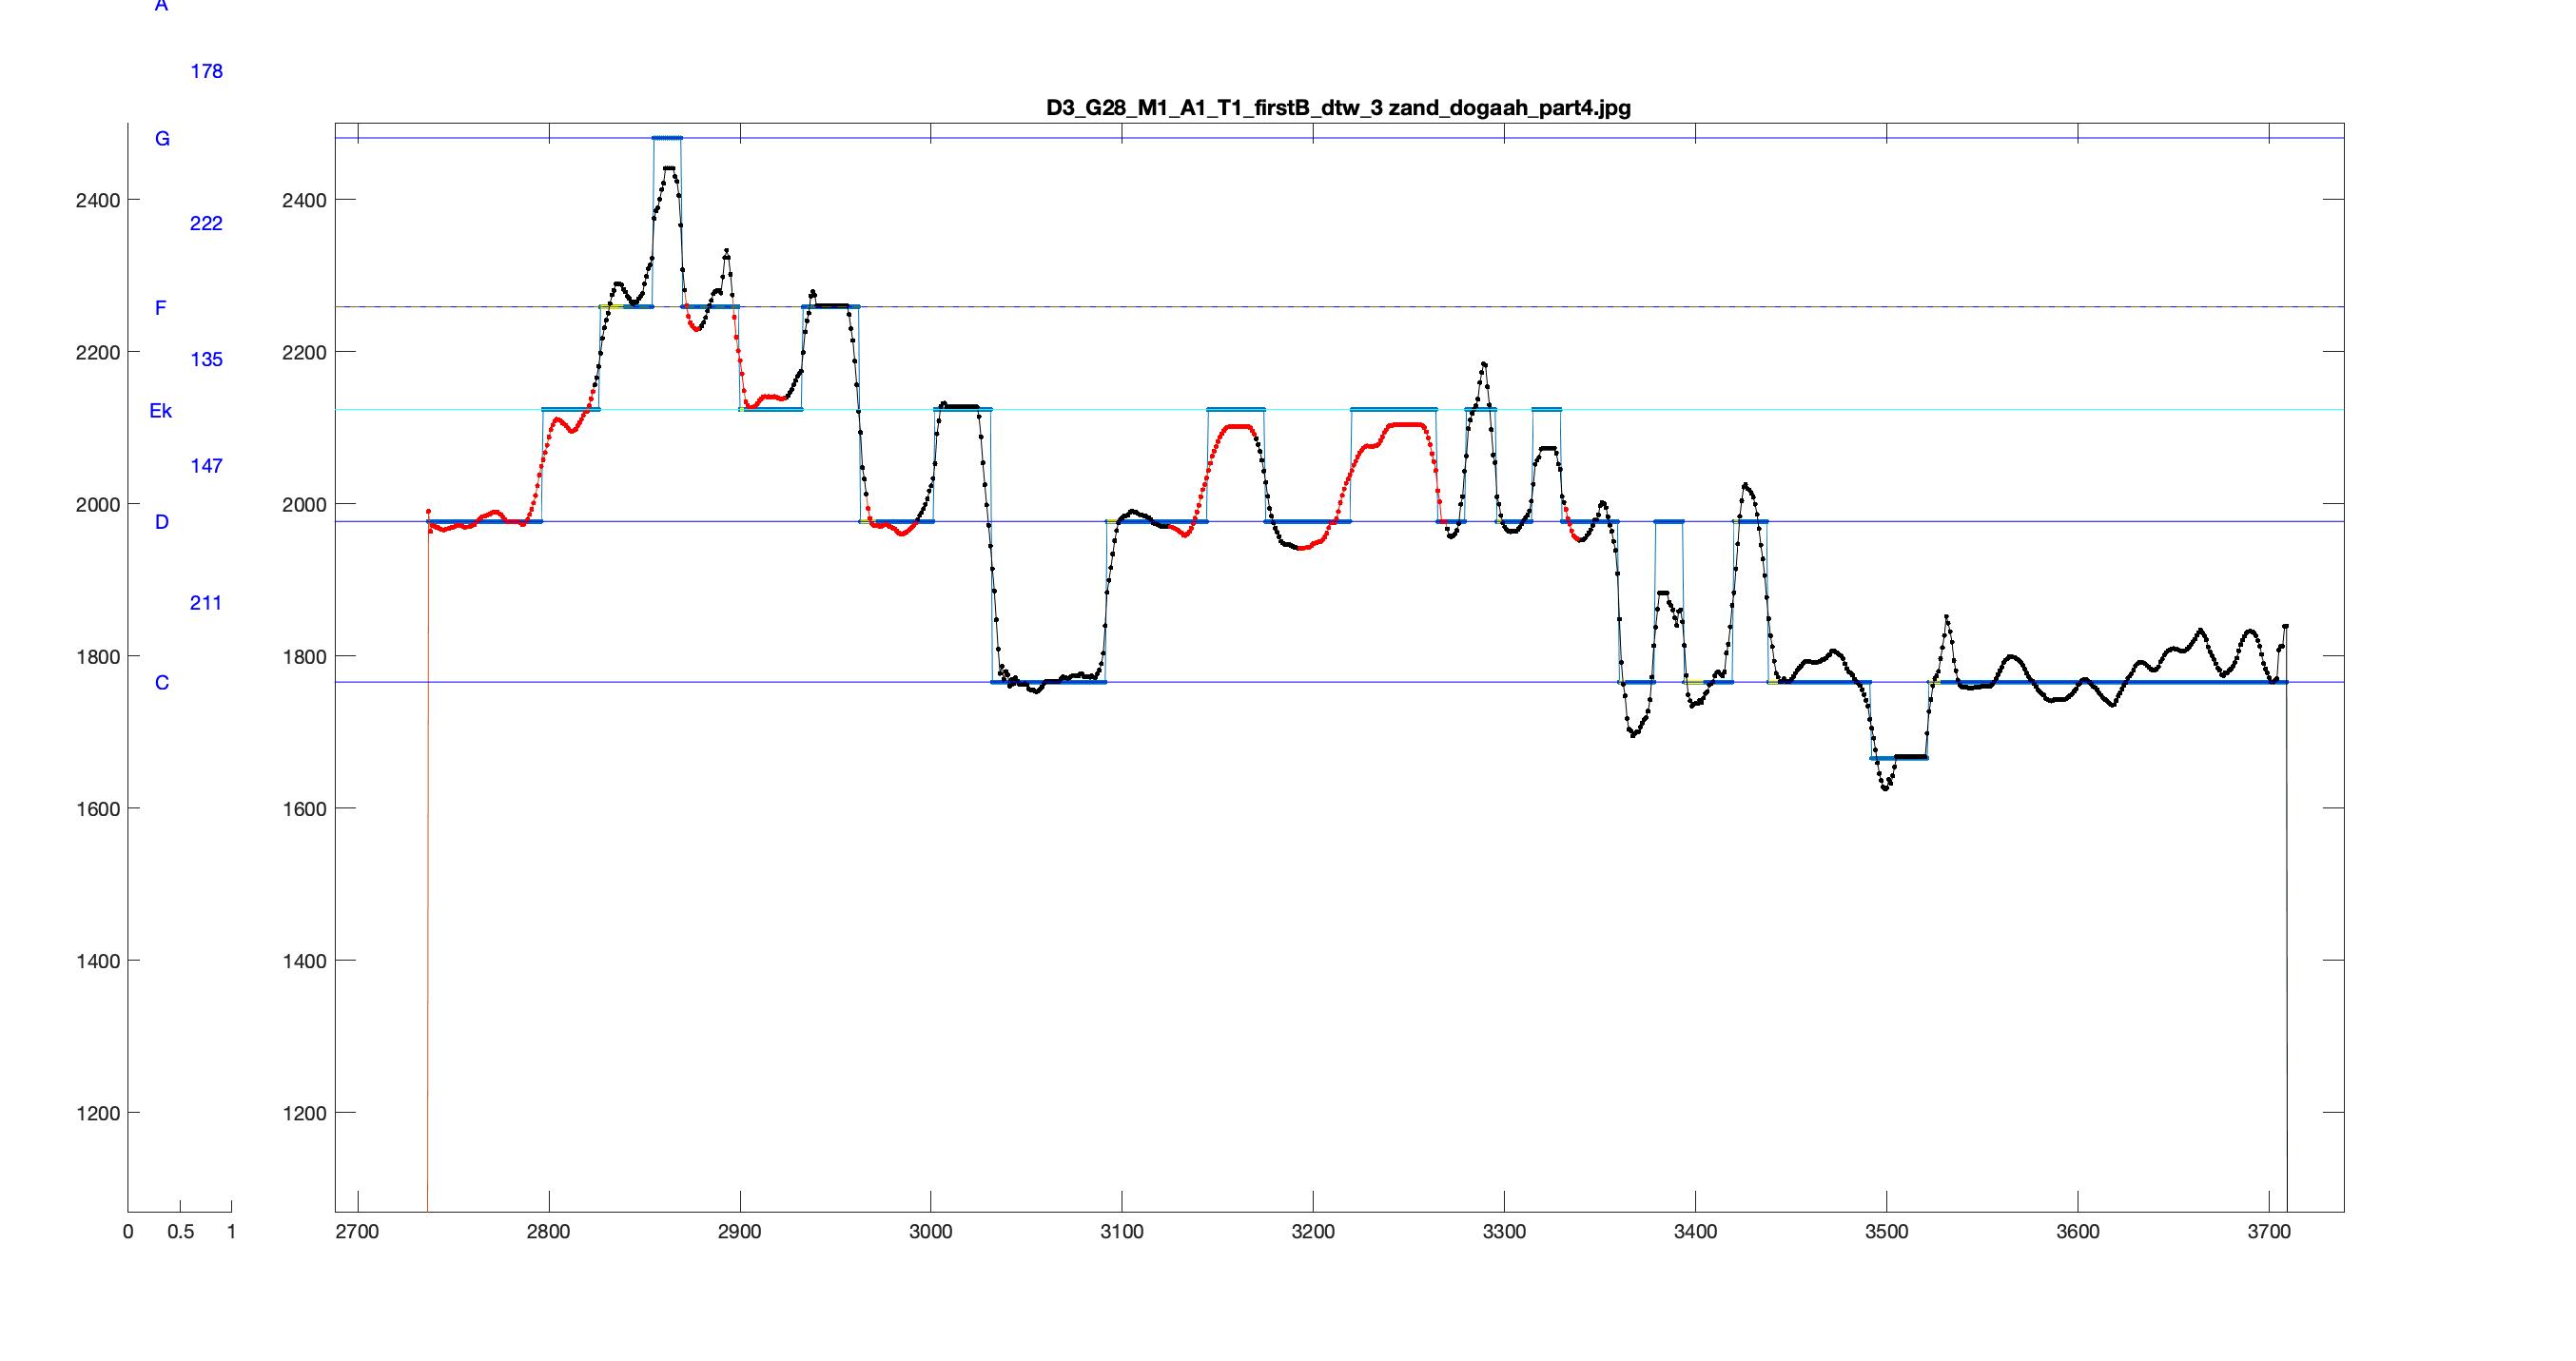 A
178
D3_G28_M1_A1_T1_firstB_dtw_3 zand_dogaah_part4.jpg
G
2400 2400
222
F
2200 135 2200
Ek
147
2000 2000
D
211
1800 1800
C
1600 1600
1400 1400
1200 1200
0 0.5 1 2700 2800 2900 3000 3100 3200 3300 3400 3500 3600 3700